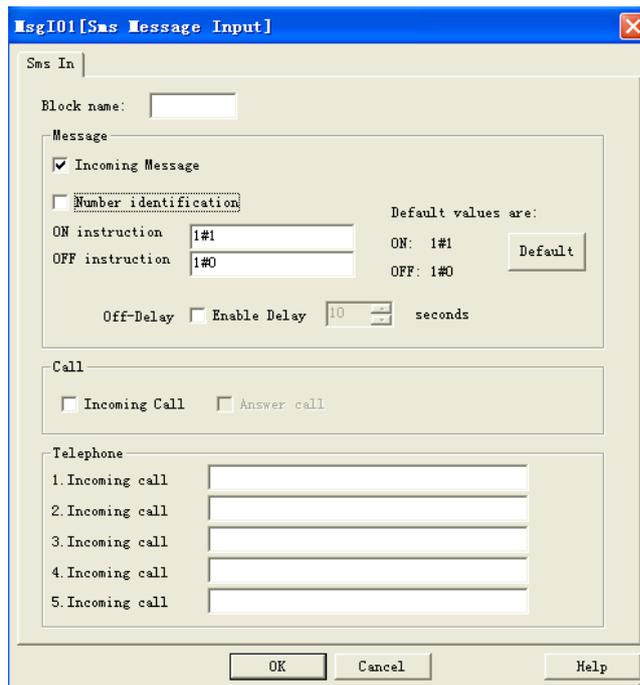 MsgI01[Sms Message Input]
Sms In
Block name:
Message
Incoming Message
Number identification
Default values are:
ON instruction 1#1
ON: 1#1
OFF instruction 1#0
Default
OFF: 1#0
Off-Delay Enable Delay 10 seconds
Call
Incoming Call Answer call
Telephone
1.Incoming call
2.Incoming call
3.Incoming call
4.Incoming call
5.Incoming call
OK Cancel Help